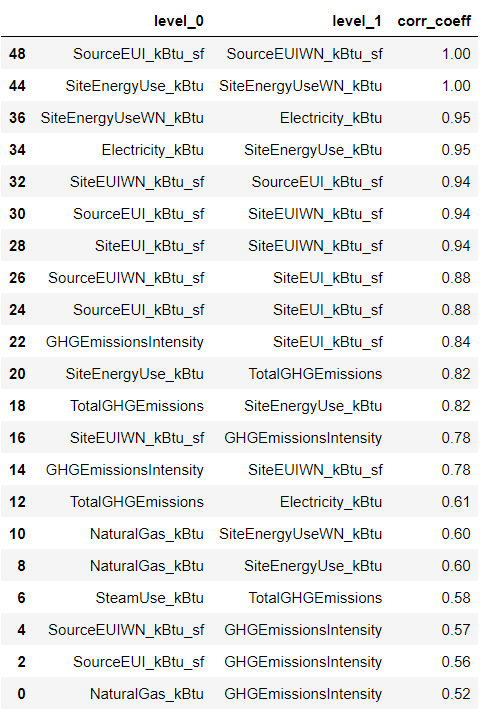 level_0 level_1 corr_coeff
48 SourceEUI_kBtu_sf SourceEUIWN_kBtu_sf 1.00
44 SiteEnergyUse_kBtu SiteEnergyUseWN_kBtu 1.00
36 SiteEnergyUseWN_kBtu Electricity_kBtu 0.95
34 Electricity_kBtu SiteEnergyUse_kBtu 0.95
32 SiteEUIWN_kBtu_sf SourceEUI_kBtu_sf 0.94
30 SourceEUI_kBtu_sf SiteEUIWN_kBtu_sf 0.94
28 SiteEUI_kBtu_sf SiteEUIWN_kBtu_sf 0.94
26 SourceEUIWN_kBtu_sf SiteEUI_kBtu_sf 0.88
24 SourceEUI_kBtu_sf SiteEUI_kBtu_sf 0.88
22 GHGEmissionsIntensity SiteEUI_kBtu_sf 0.84
20 SiteEnergyUse_kBtu TotalGHGEmissions 0.82
18 TotalGHGEmissions SiteEnergyUse_kBtu 0.82
16 SiteEUIWN_kBtu_sf GHGEmissionsIntensity 0.78
14 GHGEmissionsIntensity SiteEUIWN_kBtu_sf 0.78
12 TotalGHGEmissions Electricity_kBtu 0.61
10 NaturalGas_kBtu SiteEnergyUseWN_kBtu 0.60
8 NaturalGas_kBtu SiteEnergyUse_kBtu 0.60
6 SteamUse_kBtu TotalGHGEmissions 0.58
4 SourceEUIWN_kBtu_sf GHGEmissionsIntensity 0.57
2 SourceEUI_kBtu_sf GHGEmissionsIntensity 0.56
0 NaturalGas_kBtu GHGEmissionsIntensity 0.52